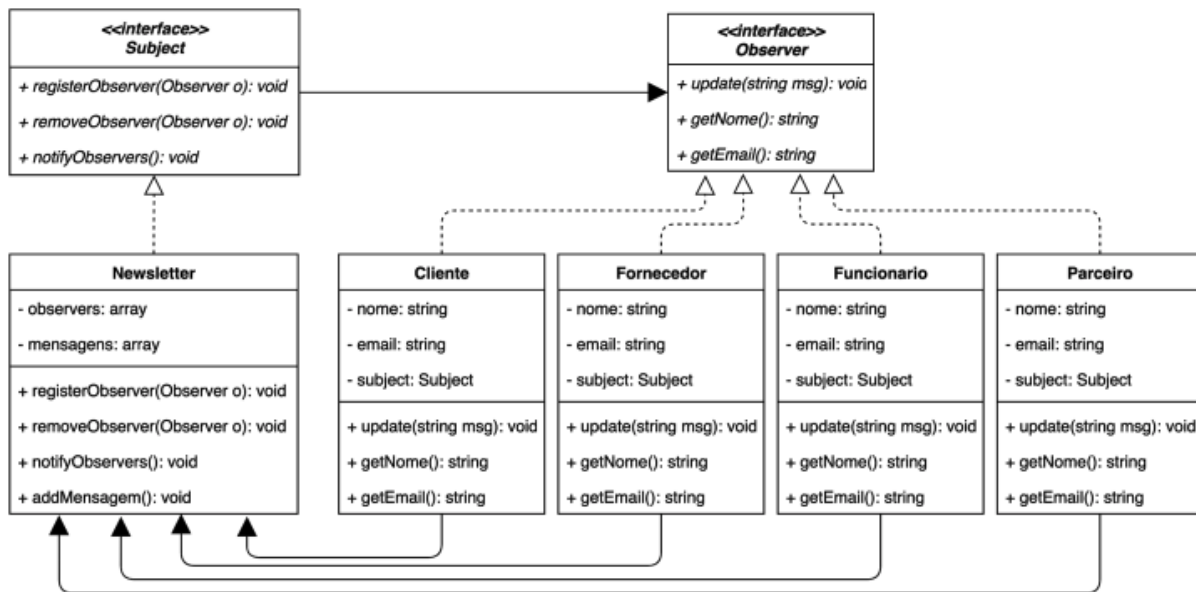 <<interface>>
Subject
+ registerObserver(Observer o): void
+ removeObserver(Observer o): void
+ notifyObservers(): void
<<interface>>
Observer
+ update(string msg): void
+ getNome(): string
+ getEmail(): string
Newsletter
- observers: array
- mensagens: array
+ registerObserver(Observer o): void
+ removeObserver(Observer o): void
+ notifyObservers(): void
+ addMensagem(): void
Cliente
- nome: string
- email: string
- subject: Subject
+ update(string msg): void
+ getNome(): string
+ getEmail(): string
Fornecedor
- nome: string
- email: string
- subject: Subject
+ update(string msg): void
+ getNome(): string
+ getEmail(): string
Funcionario
- nome: string
- email: string
- subject: Subject
+ update(string msg): void
+ getNome(): string
+ getEmail(): string
Parceiro
- nome: string
- email: string
- subject: Subject
+ update(string msg): void
+ getNome(): string
+ getEmail(): string